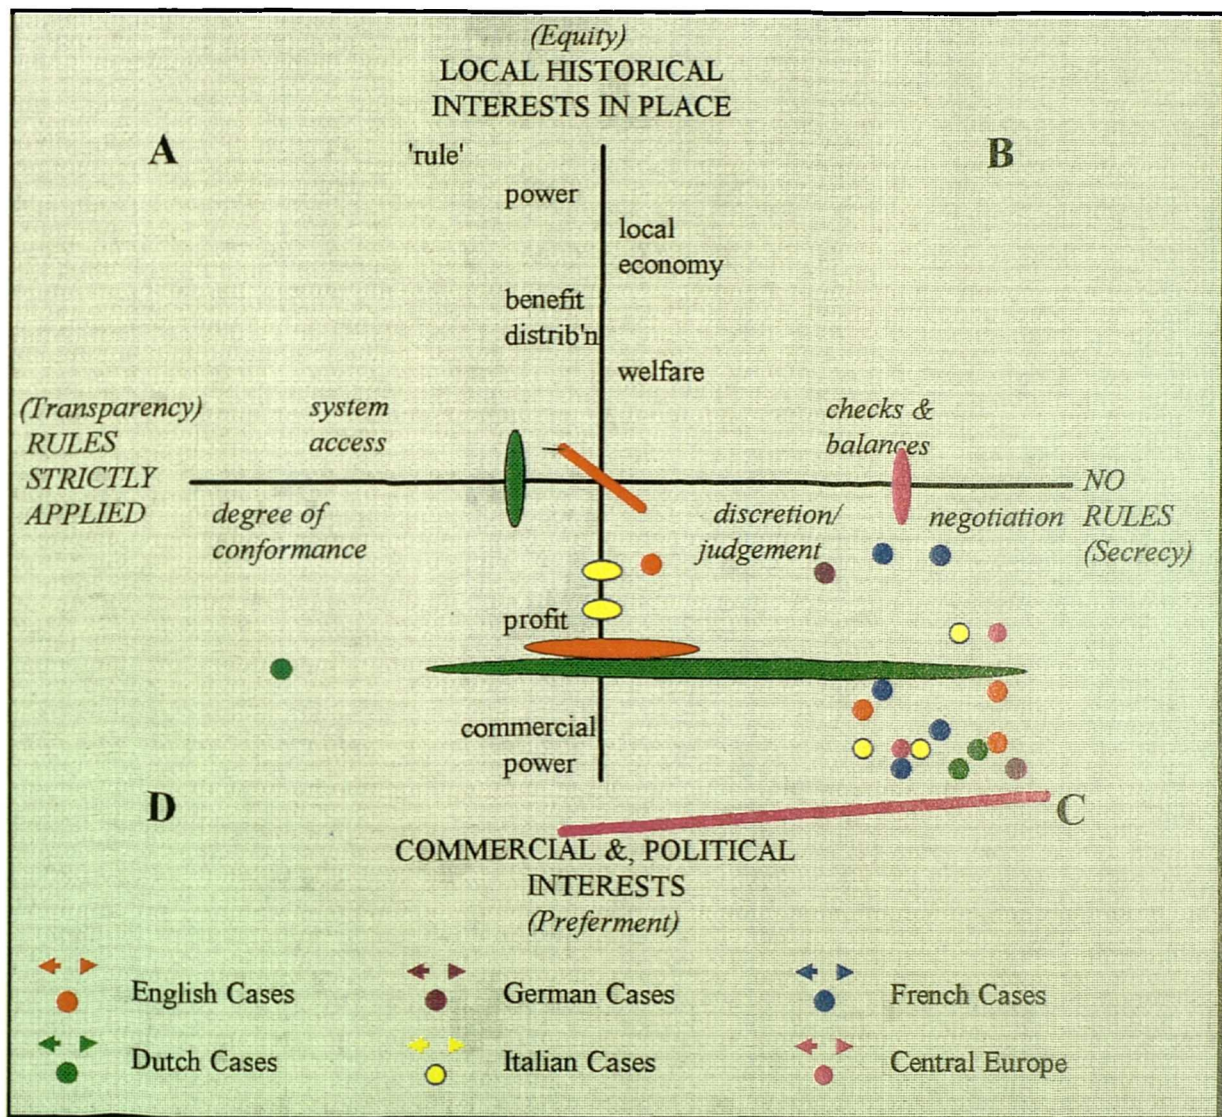 (Equity)
LOCAL HISTORICAL
INTERESTS IN PLACE
A
'rule'
B
power
local
economy
benefit
distrib'n
welfare
(Transparency)
RULES
STRICTLY
APPLIED
system
access
checks &
balances
degree of
conformance
discretion/
judgement
negotiation
NO
RULES
(Secrecy)
profit
commercial
power
D
C
COMMERCIAL &, POLITICAL
INTERESTS
(Preferment)
English Cases
German Cases
French Cases
Dutch Cases
Italian Cases
Central Europe